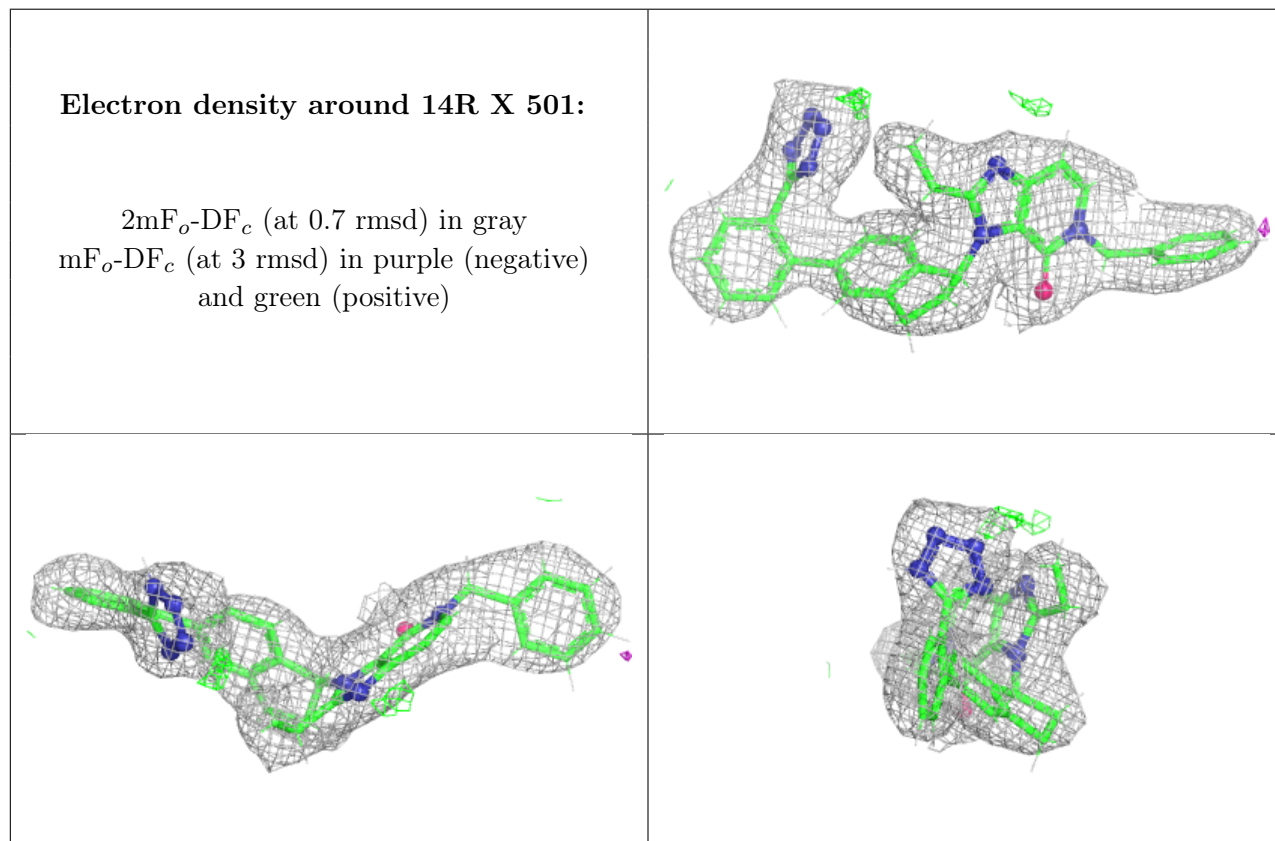 Electron density around 14R X 501:
2mFo-DFc (at 0.7 rmsd) in gray
mFo-DFc (at 3 rmsd) in purple (negative)
and green (positive)